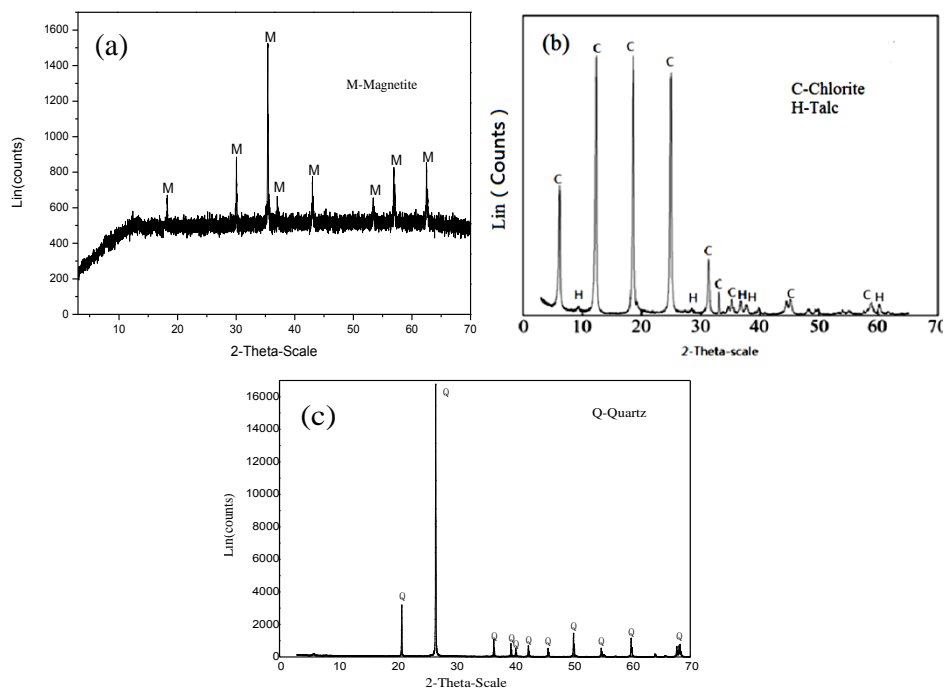 (a)
M-Magnetite
Lin(counts)
1600
1400
1200
1000
800
600
400
200
0
M
M
M
M
M
M
M
M
10
20
30
40
50
60
70
2-Theta-Scale
(b)
C-Chlorite
H-Talc
Lin ( Counts )
C
C
C
C
C
H
H
C
C
H
H
C
C
H
0
10
20
30
40
50
60
70
2-Theta-scale
(c)
Q-Quartz
Lin(counts)
16000
14000
12000
10000
8000
6000
4000
2000
0
Q
Q
Q
Q
Q
Q
Q
Q
Q
Q
Q
0
10
20
30
40
50
60
70
2-Theta-Scale